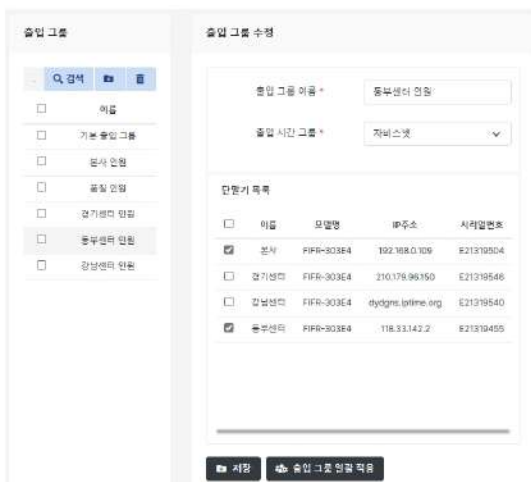 출입 그룹
검색
이름
기본 출입 그룹
본사 인원
품질 인원
경기센터 인원
동부센터 인원
강남센터 인원
출입 그룹 수정
출입 그룹 이름 * 동부센터 인원
출입 시간 그룹 * 자비스넷
단말기 목록
이름 모델명 IP주소 시리얼번호
본사 FIFR-303E4 192.168.0.109 E21319504
경기센터 FIFR-303E4 210.179.96.150 E21319546
강남센터 FIFR-303E4 dydgns.iptime.org E21319540
동부센터 FIFR-303E4 118.33.142.2 E21319455
저장 출입 그룹 일괄 적용